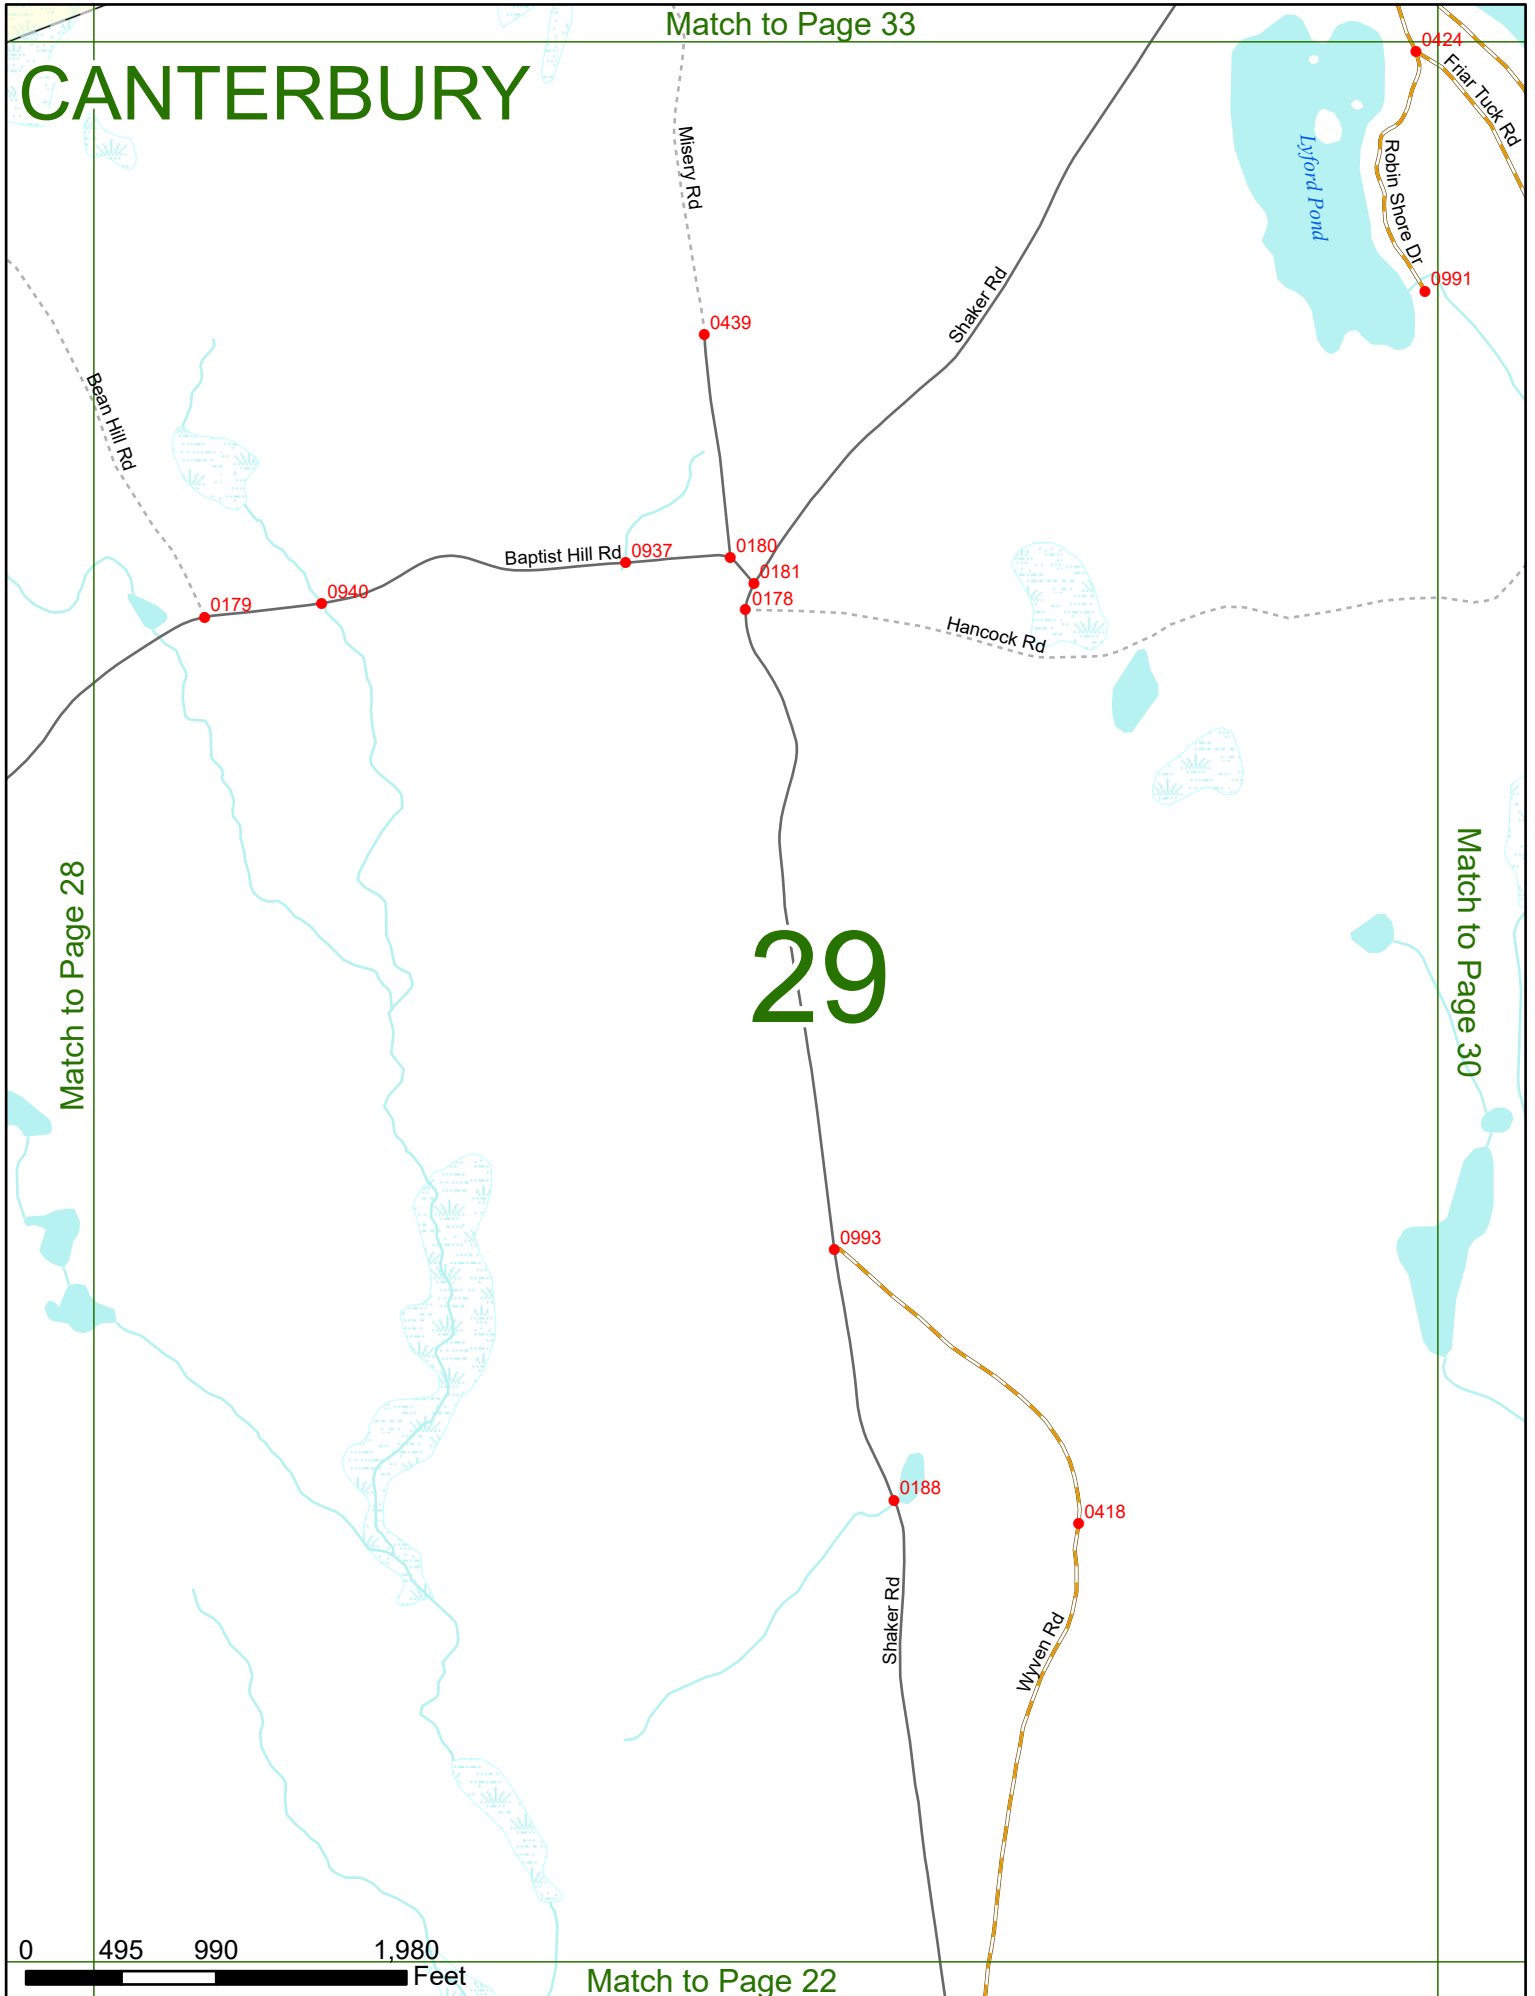 Match to Page 33
CANTERBURY
0424
Friar Tuck Rd
Misery Rd
Lyford Pond
Robin Shore Dr
0991
Shaker Rd
0439
Bean Hill Rd
Baptist Hill Rd
0937
0180
0181
0178
0940
0179
Hancock Rd
Match to Page 28
29
Match to Page 30
0993
0188
0418
Shaker Rd
Wyven Rd
0 495 990 1,980
Feet
Match to Page 22